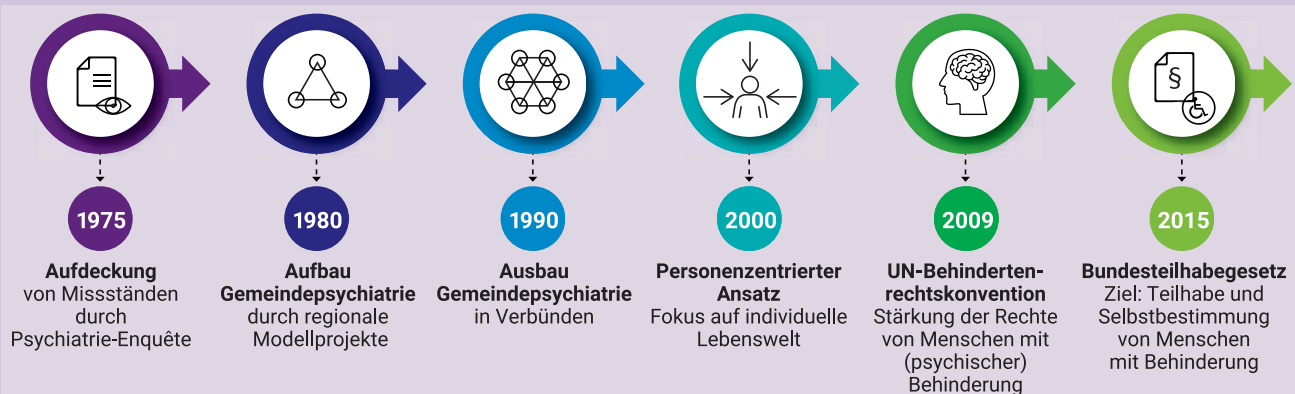 §
1975
Aufdeckung
von Missständen
durch
Psychiatrie-Enquête
1980
Aufbau
Gemeindepsychiatrie
durch regionale
Modellprojekte
1990
Ausbau
Gemeindepsychiatrie
in Verbünden
2000
Personenzentrierter
Ansatz
Fokus auf individuelle
Lebenswelt
2009
UN-Behinderten-
rechtskonvention
Stärkung der Rechte
von Menschen mit
(psychischer)
Behinderung
2015
Bundesteilhabegesetz
Ziel: Teilhabe und
Selbstbestimmung
von Menschen
mit Behinderung